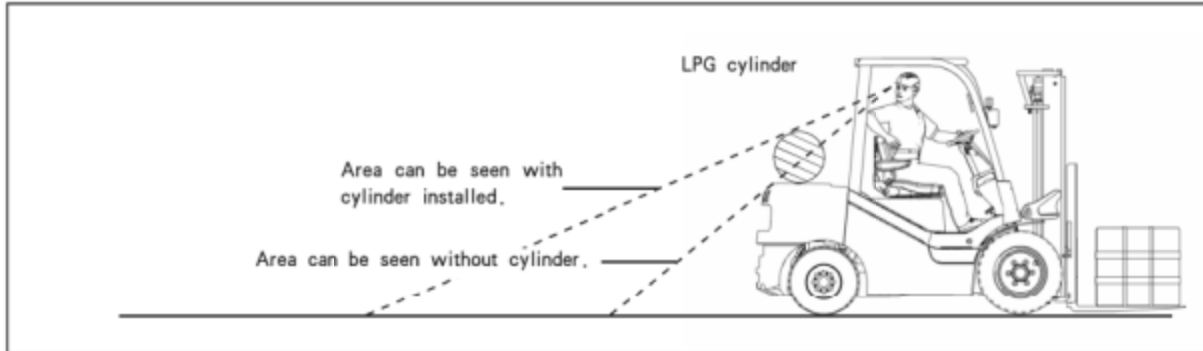 LPG cylinder
Area can be seen with
cylinder installed.
Area can be seen without cylinder.